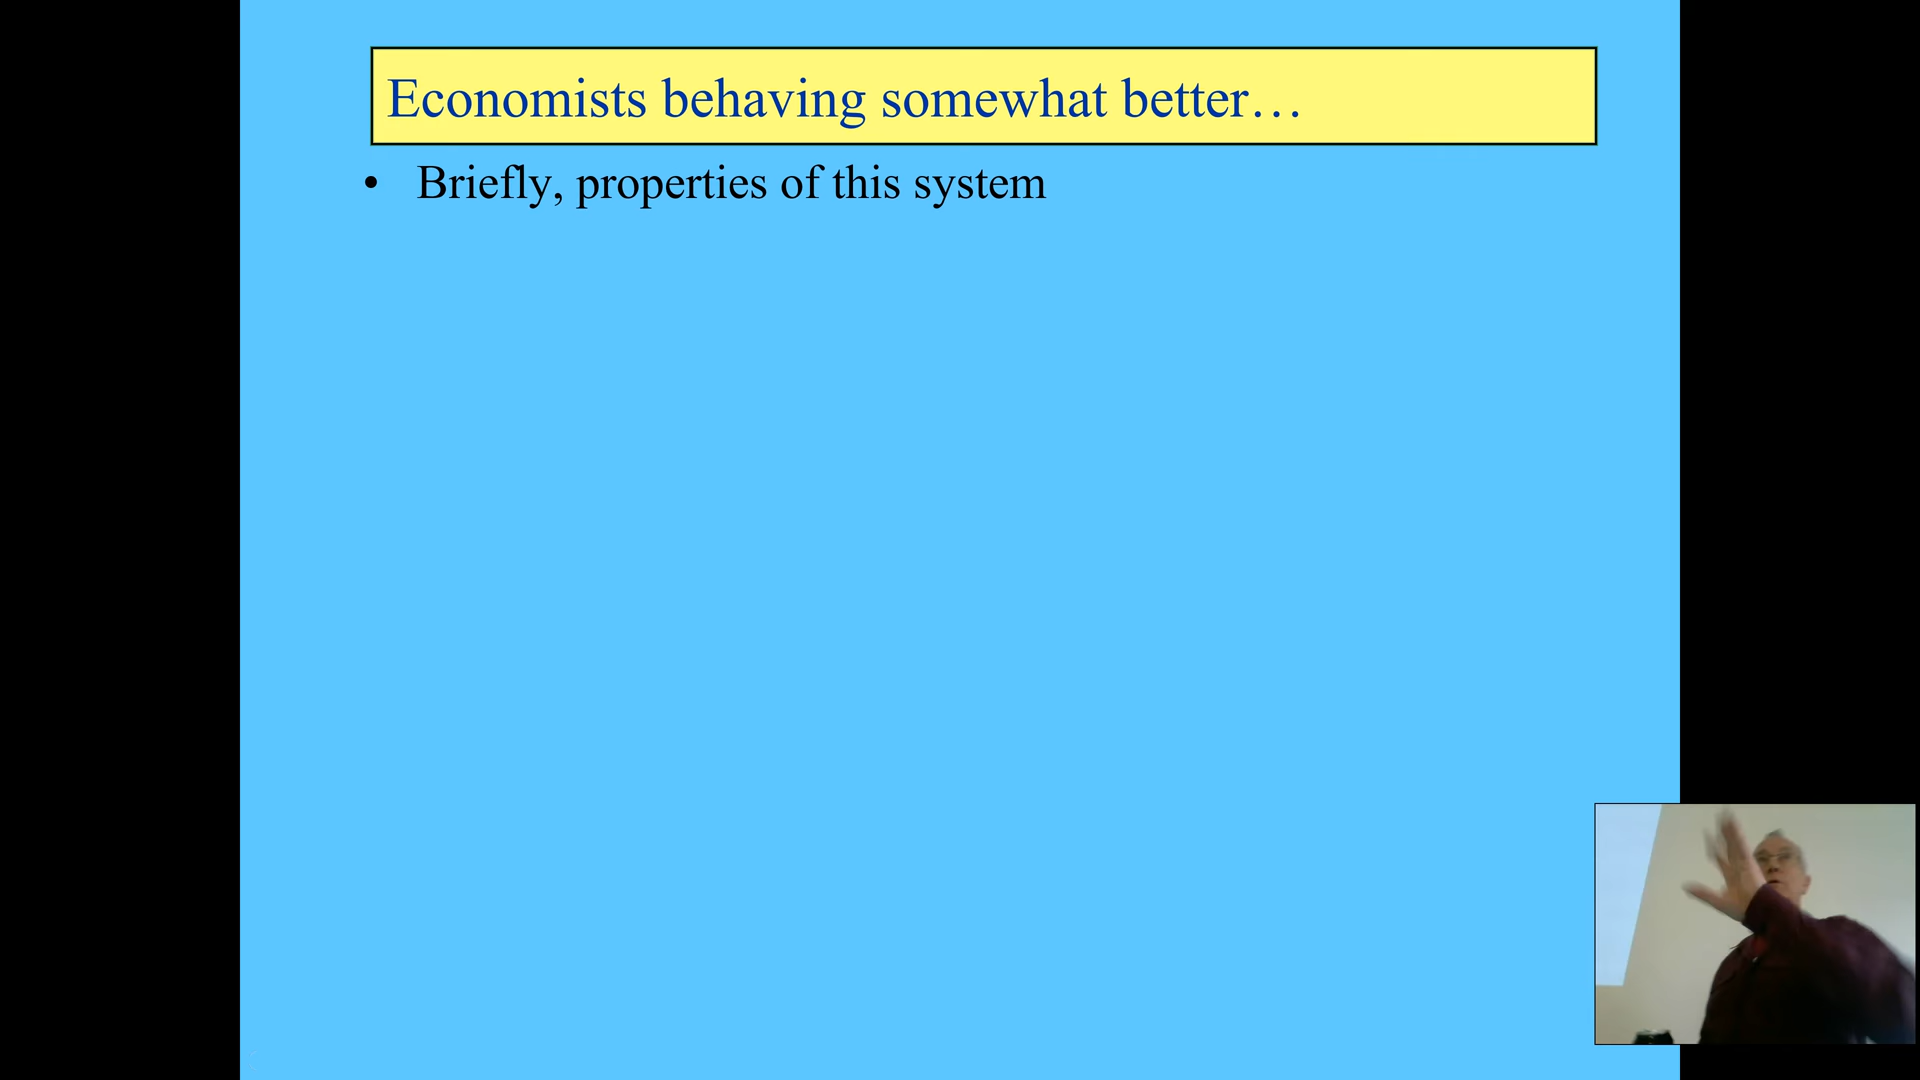 Economists behaving somewhat better…
• Briefly, properties of this system